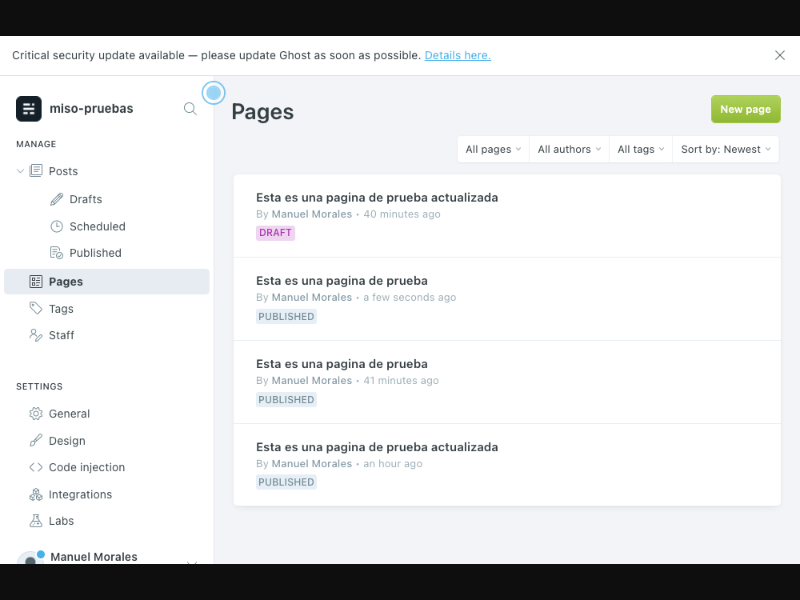 Critical security update available — please update Ghost as soon as possible. Details here.
miso-pruebas
MANAGE
Posts
Drafts
Scheduled
Published
Pages
Tags
Staff
SETTINGS
General
Design
Code injection
Integrations
Labs
Manuel Morales
Pages
New page
All pages All authors All tags Sort by: Newest
Esta es una pagina de prueba actualizada
By Manuel Morales • 40 minutes ago
DRAFT
Esta es una pagina de prueba
By Manuel Morales • a few seconds ago
PUBLISHED
Esta es una pagina de prueba
By Manuel Morales • 41 minutes ago
PUBLISHED
Esta es una pagina de prueba actualizada
By Manuel Morales • an hour ago
PUBLISHED